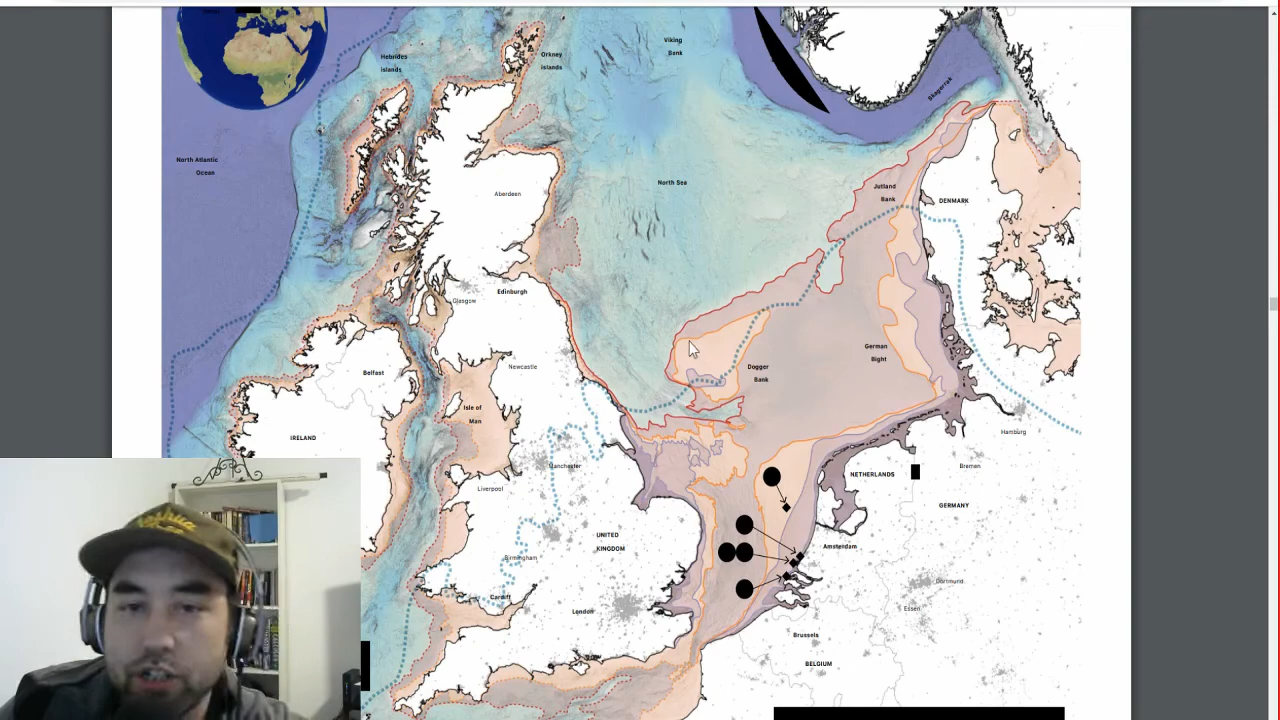 Viking
Bank
Orkney
islands
Hebrides
islands
Skagerrak
North Atlantic
Ocean
North Sea
Aberdeen
Jutland
Bank
DENMARK
Edinburgh
Glasgow
Newcastle
Belfast
German
Bight
Dogger
Bank
Isle of
Man
IRELAND
Hamburg
Manchester
Bremen
Liverpool
NETHERLANDS
GERMANY
UNITED
KINGDOM
Amsterdam
Birmingham
Dortmund
Cardiff
London
Essen
Brussels
BELGIUM